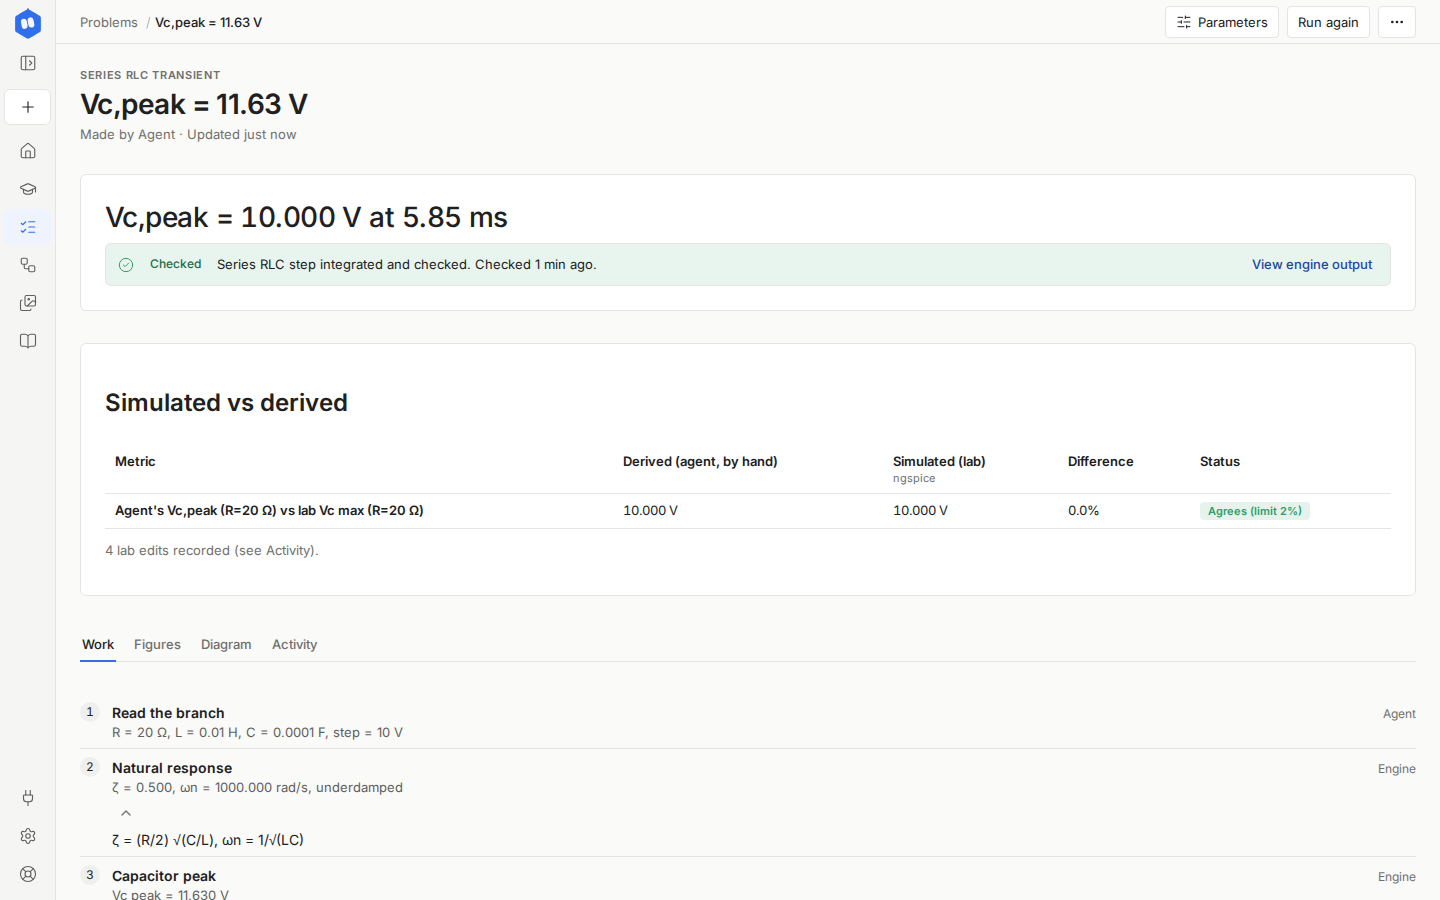 Problems / Vc,peak = 11.63 V
Parameters
Run again
SERIES RLC TRANSIENT
Vc,peak = 11.63 V
Made by Agent · Updated just now
Vc,peak = 10.000 V at 5.85 ms
Checked Series RLC step integrated and checked. Checked 1 min ago. View engine output
Simulated vs derived
Metric Derived (agent, by hand) Simulated (lab) Difference Status
ngspice
Agent's Vc,peak (R=20 Ω) vs lab Vc max (R=20 Ω) 10.000 V 10.000 V 0.0% Agrees (limit 2%)
4 lab edits recorded (see Activity).
Work Figures Diagram Activity
1 Read the branch Agent
R = 20 Ω, L = 0.01 H, C = 0.0001 F, step = 10 V
2 Natural response Engine
ζ = 0.500, ωn = 1000.000 rad/s, underdamped
ζ = (R/2) √(C/L), ωn = 1/√(LC)
3 Capacitor peak Engine
Vc peak = 11.630 V